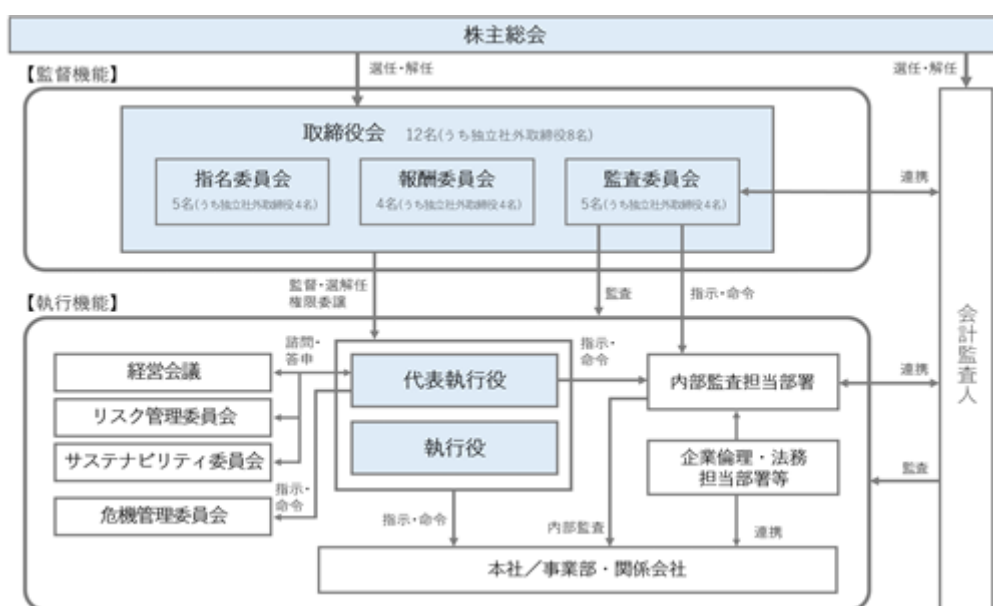 株主総会
【監督機能】
選任・解任
選任・解任
取締役会 12名(うち独立社外取締役8名)
指名委員会
5名(うち独立社外取締役4名)
報酬委員会
4名(うち独立社外取締役4名)
監査委員会
5名(うち独立社外取締役4名)
連携
監督・選解任
権限委譲
監査
指示・命令
【執行機能】
会計監査人
諮問・
答申
指示・
命令
経営会議
代表執行役
内部監査担当部署
連携
リスク管理委員会
執行役
サステナビリティ委員会
企業倫理・法務
担当部署等
監査
指示・
命令
危機管理委員会
指示・命令
内部監査
連携
本社／事業部・関係会社